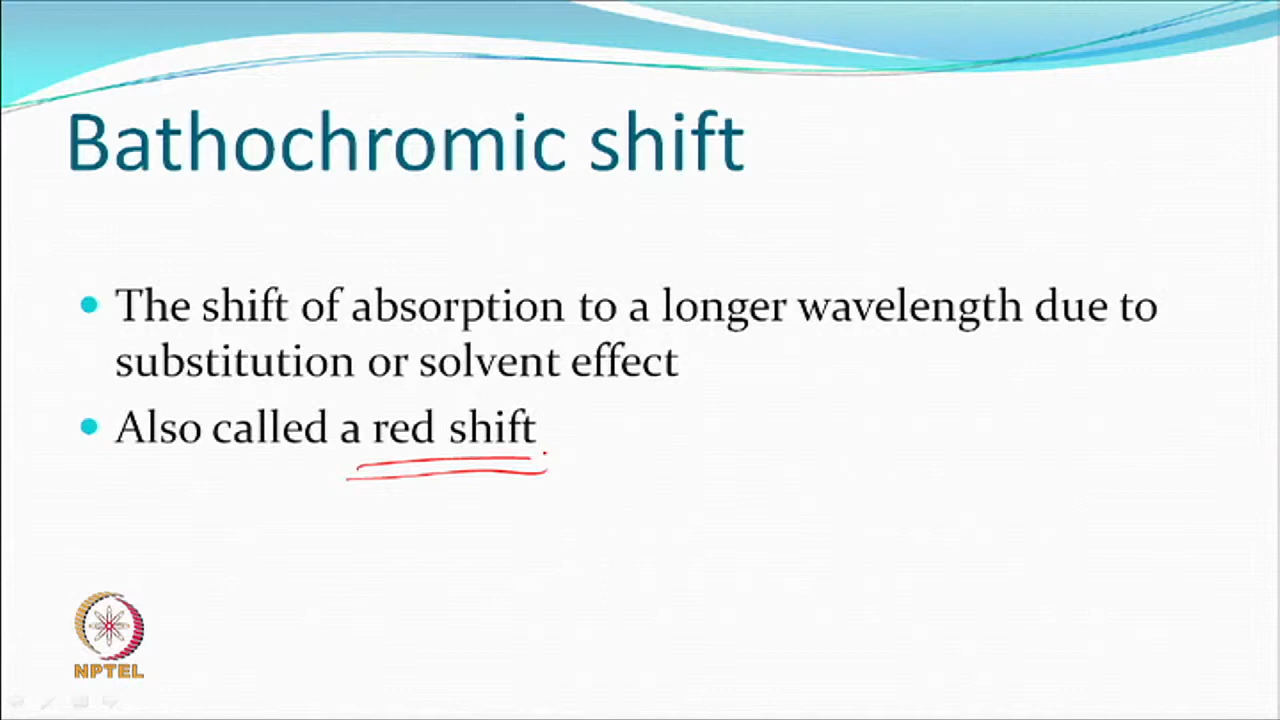 Bathochromic shift
The shift of absorption to a longer wavelength due to
substitution or solvent effect
Also called a red shift
NPTEL